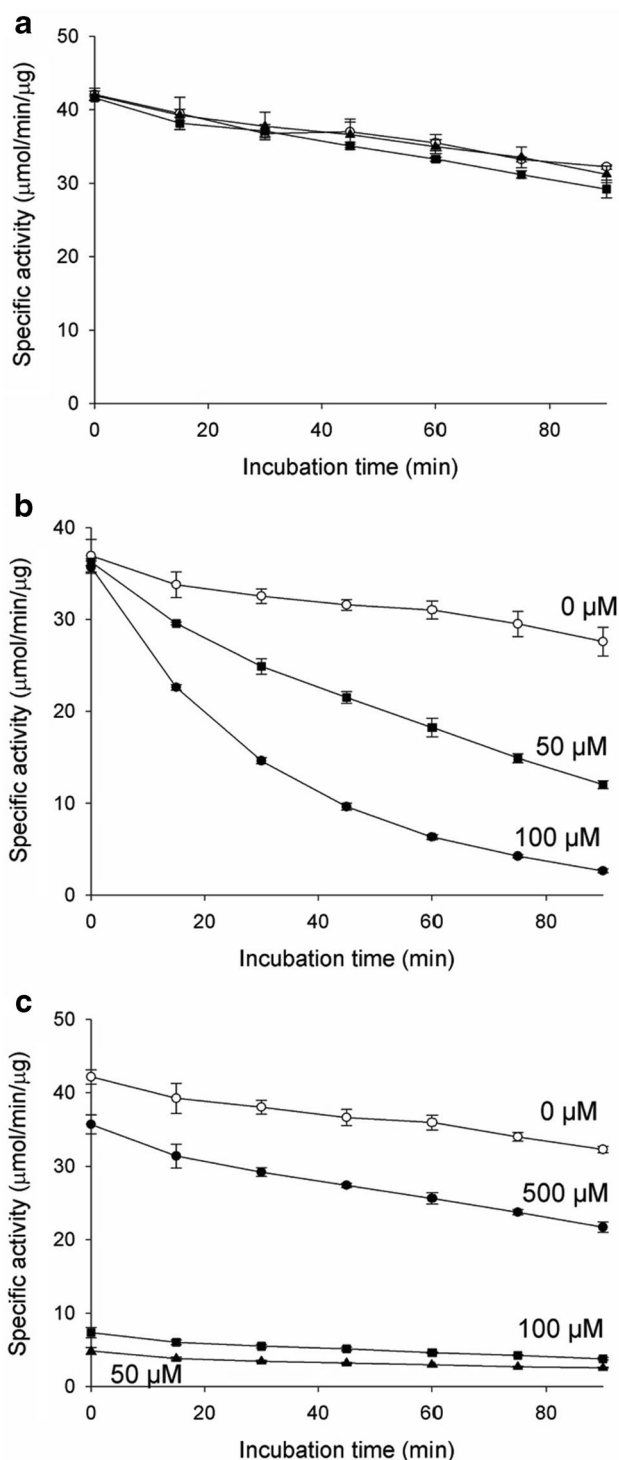 a
50
40
30
20
10
0
Specific activity (μmol/min/μg)
0 20 40 60 80
Incubation time (min)
b
40
30
20
10
0
Specific activity (μmol/min/μg)
0 μM
50 μM
100 μM
0 20 40 60 80
Incubation time (min)
c
50
40
30
20
10
0
Specific activity (μmol/min/μg)
0 μM
500 μM
100 μM
50 μM
0 20 40 60 80
Incubation time (min)